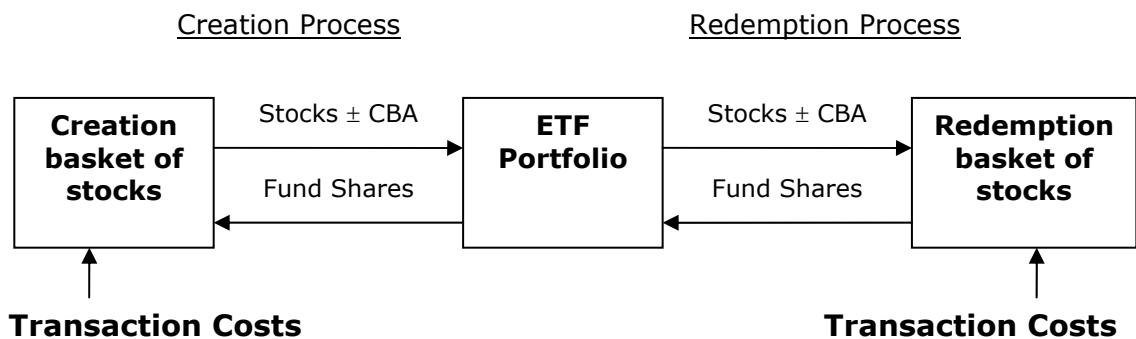 Creation Process
Redemption Process
Creation
basket of
stocks
Stocks ± CBA
Fund Shares
ETF
Portfolio
Stocks ± CBA
Fund Shares
Redemption
basket of
stocks
Transaction Costs
Transaction Costs